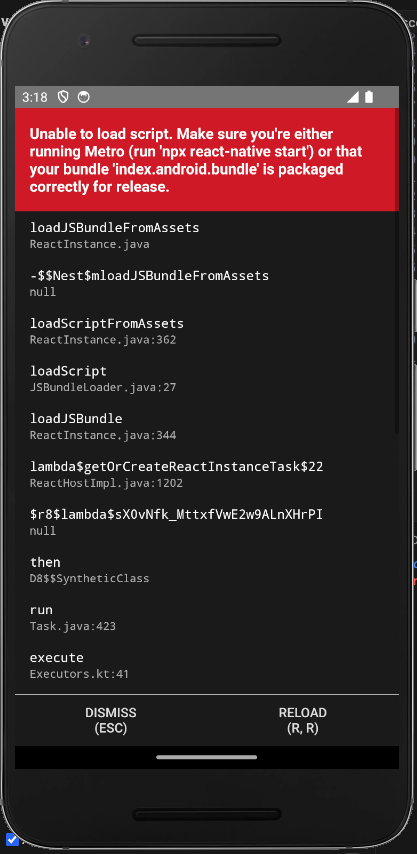 3:18
Unable to load script. Make sure you're either
running Metro (run 'npx react-native start') or that
your bundle 'index.android.bundle' is packaged
correctly for release.
loadJSBundleFromAssets
ReactInstance.java
-$$Nest$mloadJSBundleFromAssets
null
loadScriptFromAssets
ReactInstance.java:362
loadScript
JSBundleLoader.java:27
loadJSBundle
ReactInstance.java:344
lambda$getOrCreateReactInstanceTask$22
ReactHostImpl.java:1202
$r8$lambda$sX0vNfk_MttxfVwE2w9ALnXHrPI
null
then
D8$$SyntheticClass
run
Task.java:423
execute
Executors.kt:41
DISMISS
(ESC)
RELOAD
(R, R)